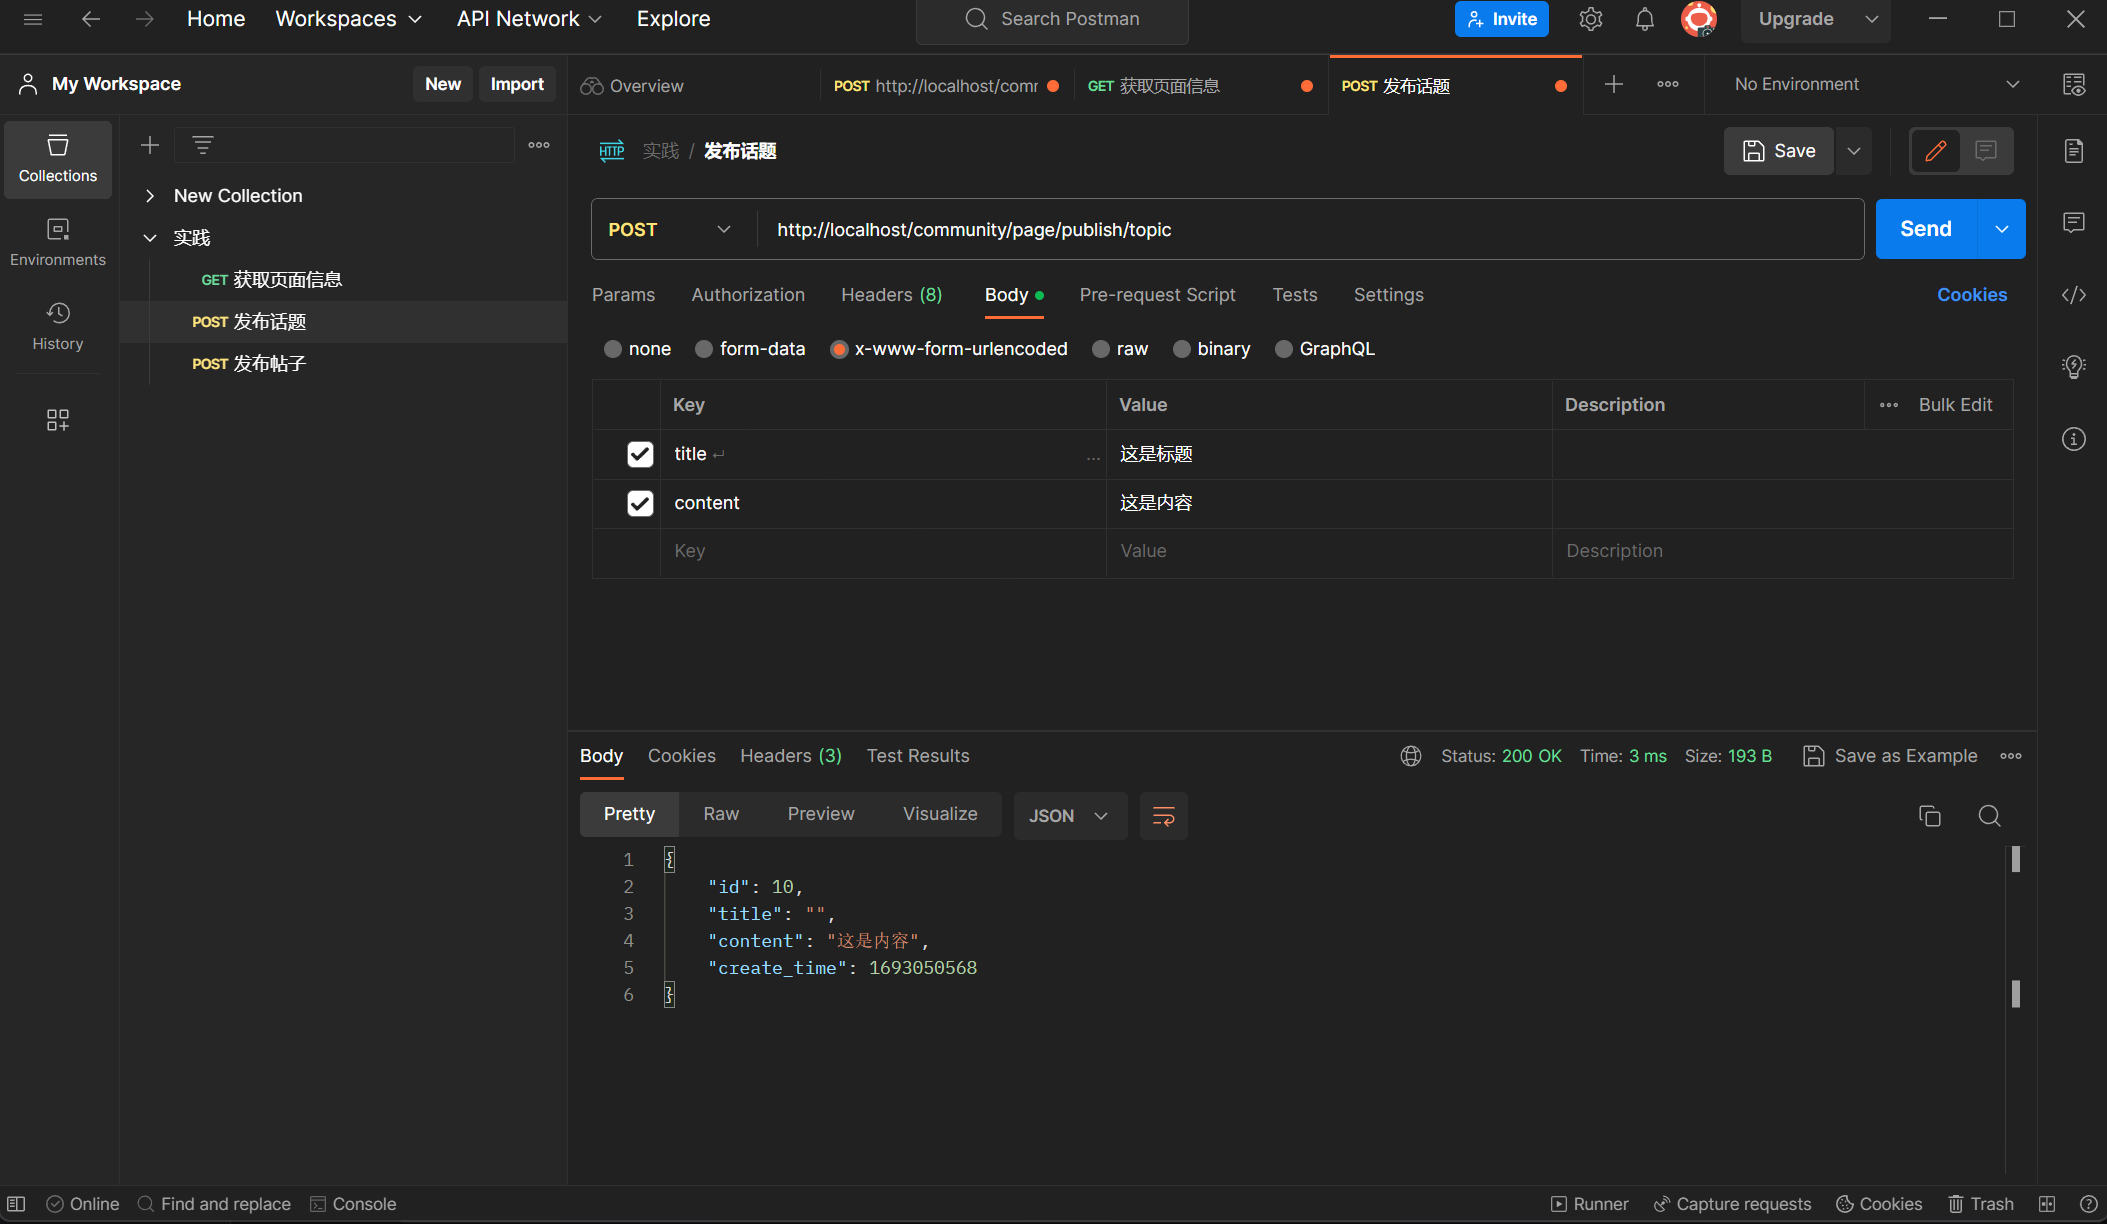 Home Workspaces API Network Explore Search Postman Invite Upgrade
My Workspace New Import Overview POST http://localhost/comm GET 获取页面信息 POST 发布话题 No Environment
Collections
Environments
History
New Collection
实践
GET 获取页面信息
POST 发布话题
POST 发布帖子
HTTP 实践 / 发布话题 Save
POST http://localhost/community/page/publish/topic Send
Params Authorization Headers (8) Body Pre-request Script Tests Settings Cookies
none form-data x-www-form-urlencoded raw binary GraphQL
Key Value Description Bulk Edit
title ↵ ... 这是标题
content 这是内容
Key Value Description
Body Cookies Headers (3) Test Results Status: 200 OK Time: 3 ms Size: 193 B Save as Example
Pretty Raw Preview Visualize JSON
1 {
2 "id": 10,
3 "title": "",
4 "content": "这是内容",
5 "create_time": 1693050568
6 }
Online Find and replace Console Runner Capture requests Cookies Trash